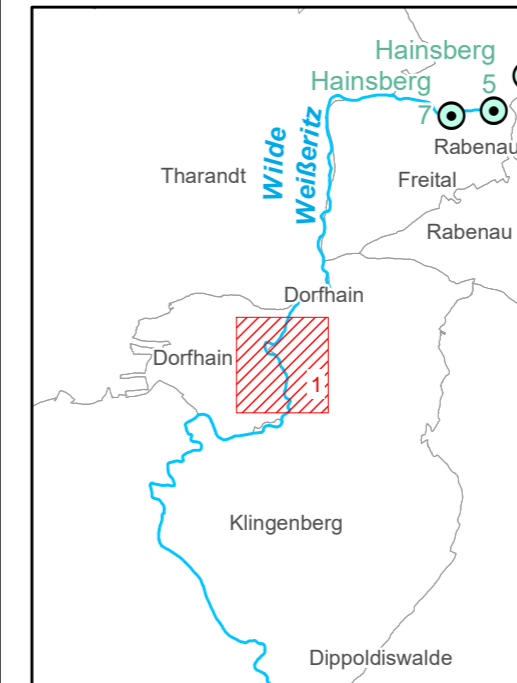 Hainsberg
Hainsberg
5
7
Rabenau
Wilde
Weißeritz
Tharandt
Freital
Rabenau
Dorfhain
Dorfhain
1
Klingenberg
Dippoldiswalde